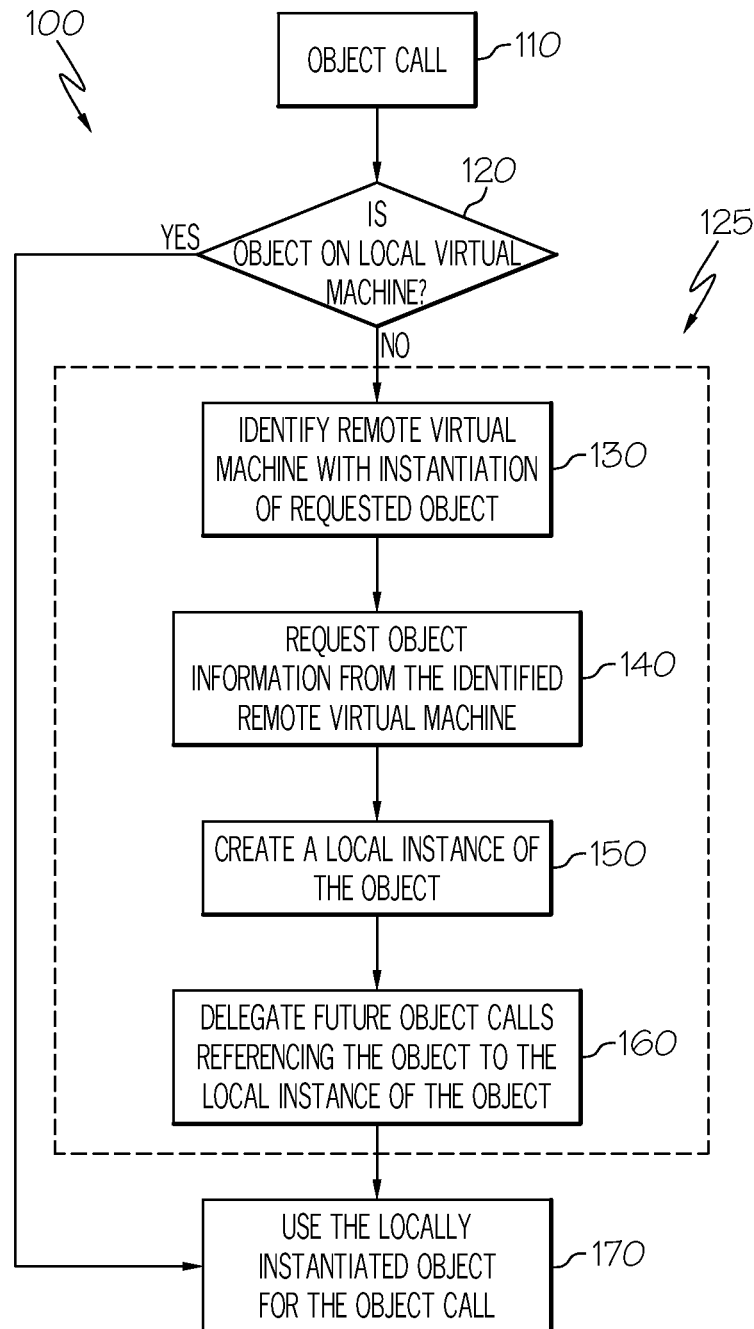 100
OBJECT CALL
110
120
IS
OBJECT ON LOCAL VIRTUAL
MACHINE?
YES
125
NO
IDENTIFY REMOTE VIRTUAL
MACHINE WITH INSTANTIATION
OF REQUESTED OBJECT
130
REQUEST OBJECT
INFORMATION FROM THE IDENTIFIED
REMOTE VIRTUAL MACHINE
140
CREATE A LOCAL INSTANCE OF
THE OBJECT
150
DELEGATE FUTURE OBJECT CALLS
REFERENCING THE OBJECT TO THE
LOCAL INSTANCE OF THE OBJECT
160
USE THE LOCALLY
INSTANTIATED OBJECT
FOR THE OBJECT CALL
170